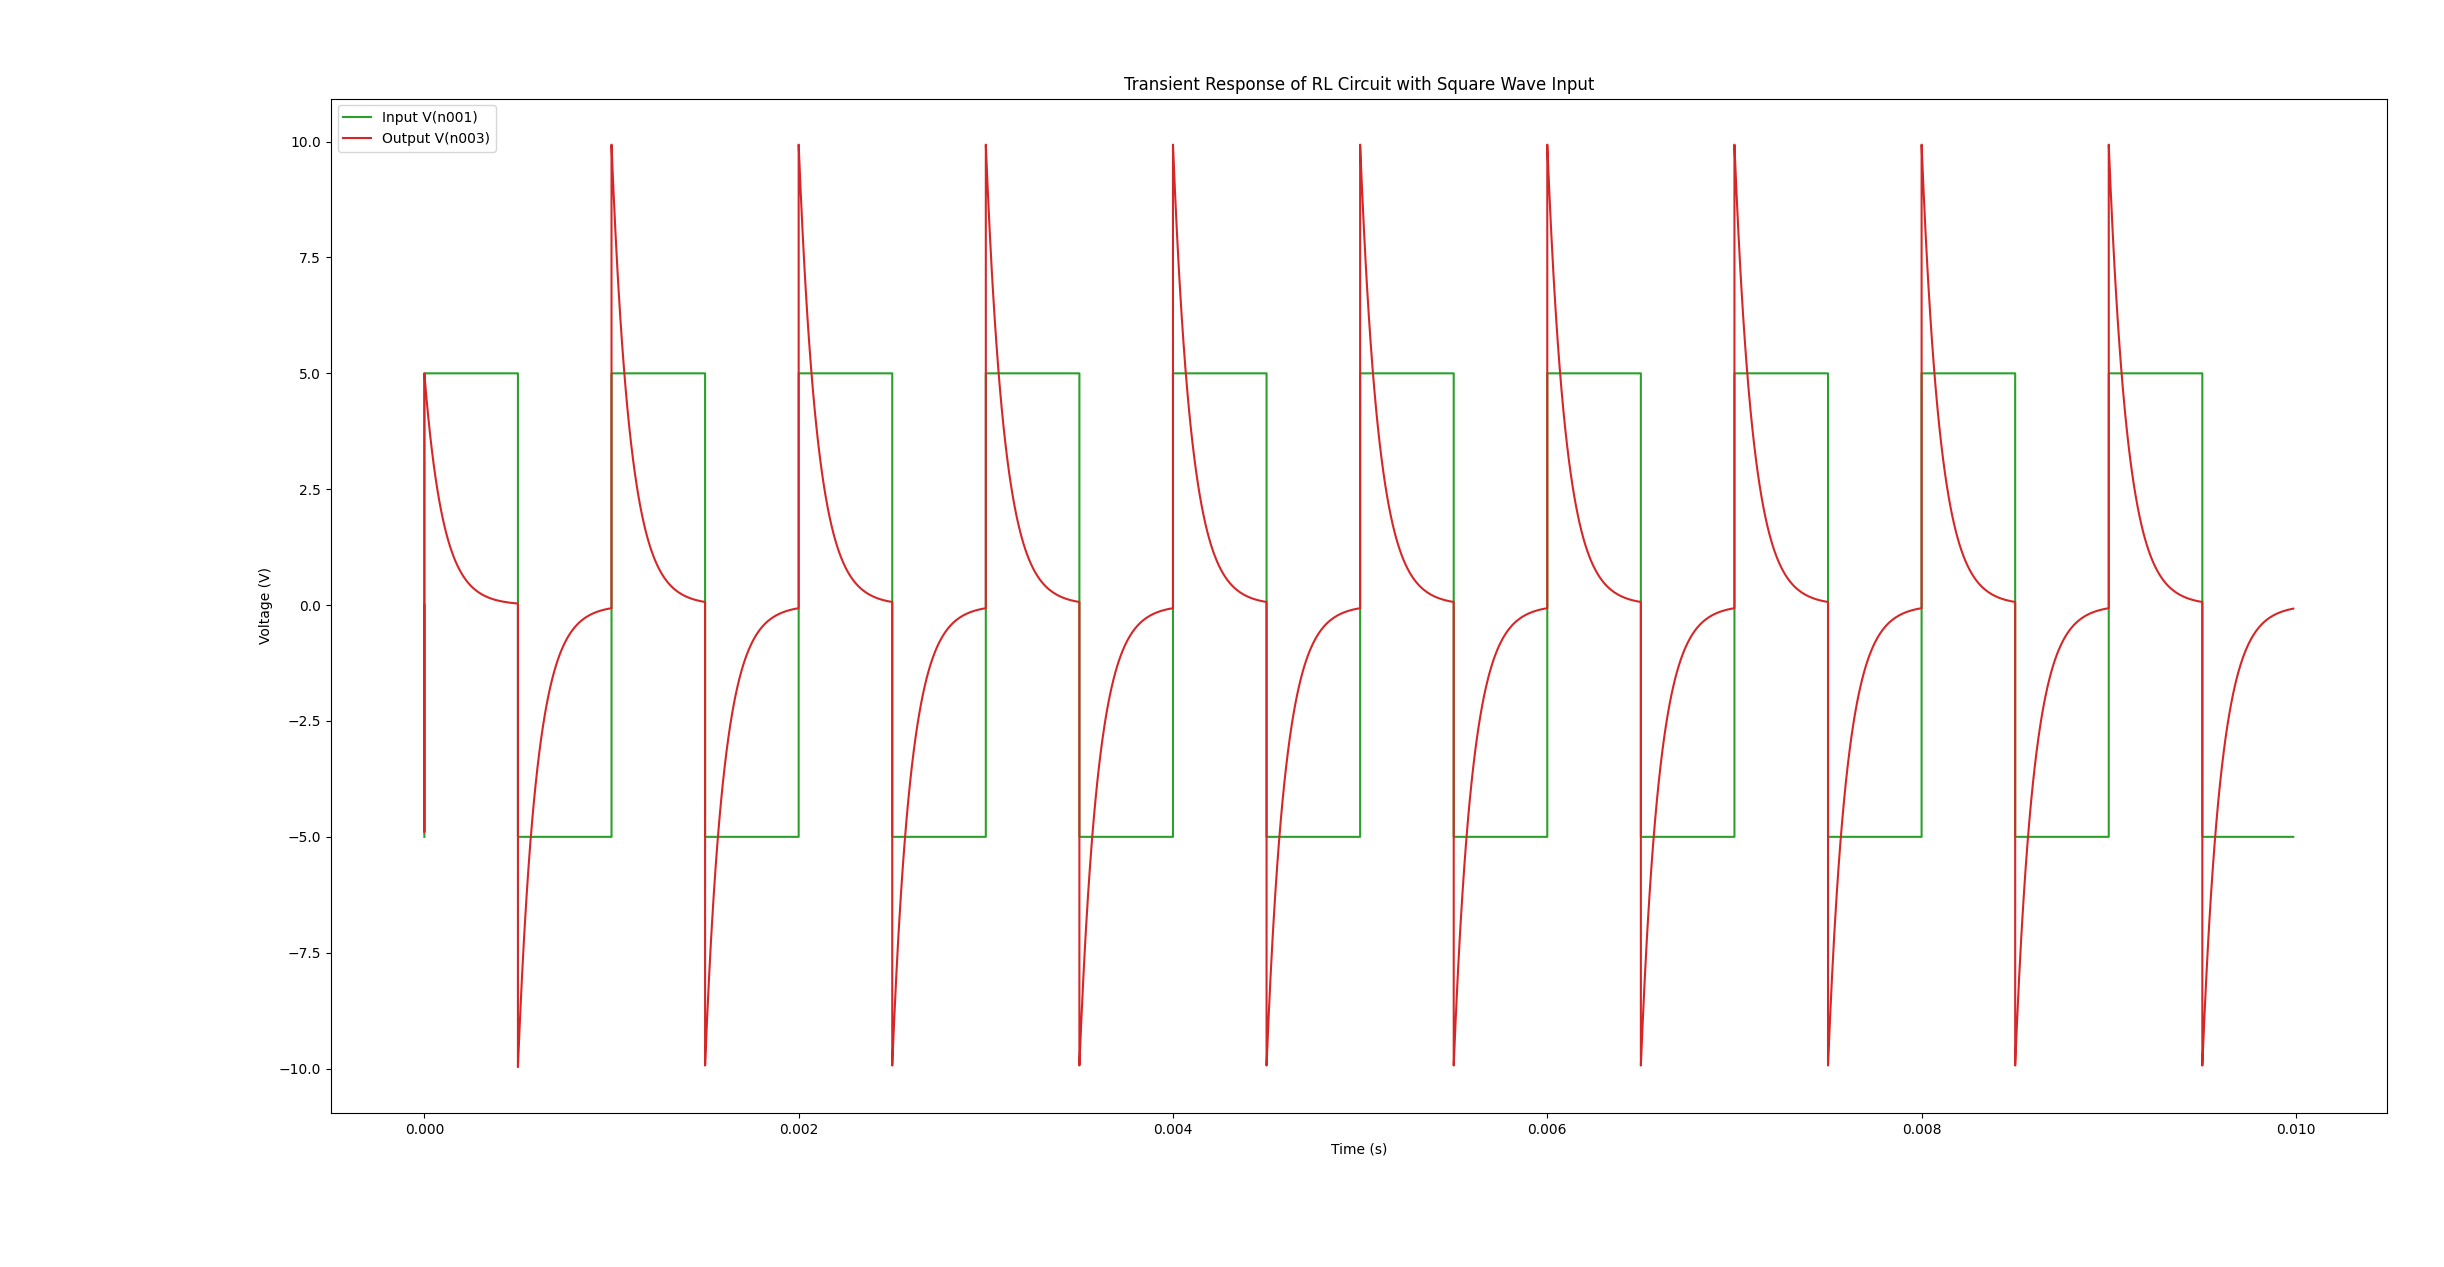 Transient Response of RL Circuit with Square Wave Input
Input V(n001)
Output V(n003)
10.0
7.5
5.0
2.5
0.0
−2.5
−5.0
−7.5
−10.0
Voltage (V)
0.000 0.002 0.004 0.006 0.008 0.010
Time (s)